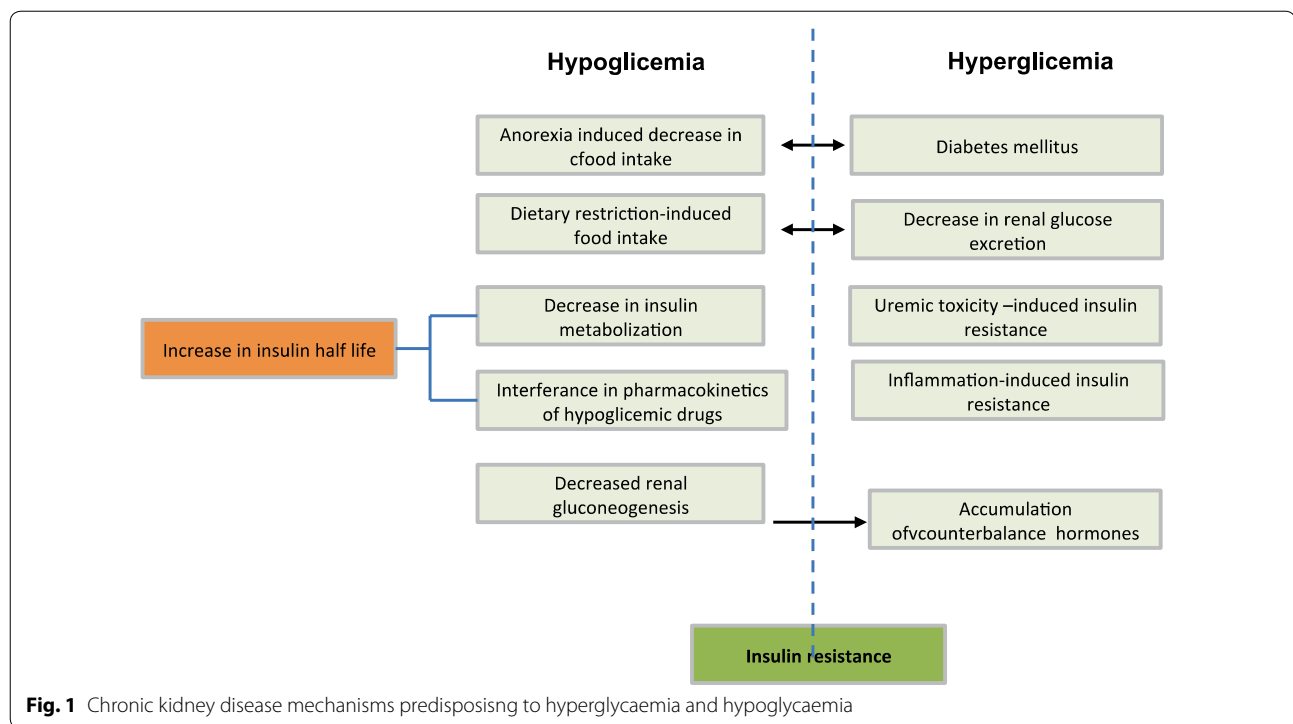 Hypoglicemia
Hyperglicemia
Anorexia induced decrease in
cfood intake
Diabetes mellitus
Dietary restriction-induced
food intake
Decrease in renal glucose
excretion
Decrease in insulin
metabolization
Uremic toxicity –induced insulin
resistance
Increase in insulin half life
Interferance in pharmacokinetics
of hypoglicemic drugs
Inflammation-induced insulin
resistance
Decreased renal
gluconeogenesis
Accumulation
ofvcounterbalance hormones
Insulin resistance
Fig. 1 Chronic kidney disease mechanisms predisposisng to hyperglycaemia and hypoglycaemia